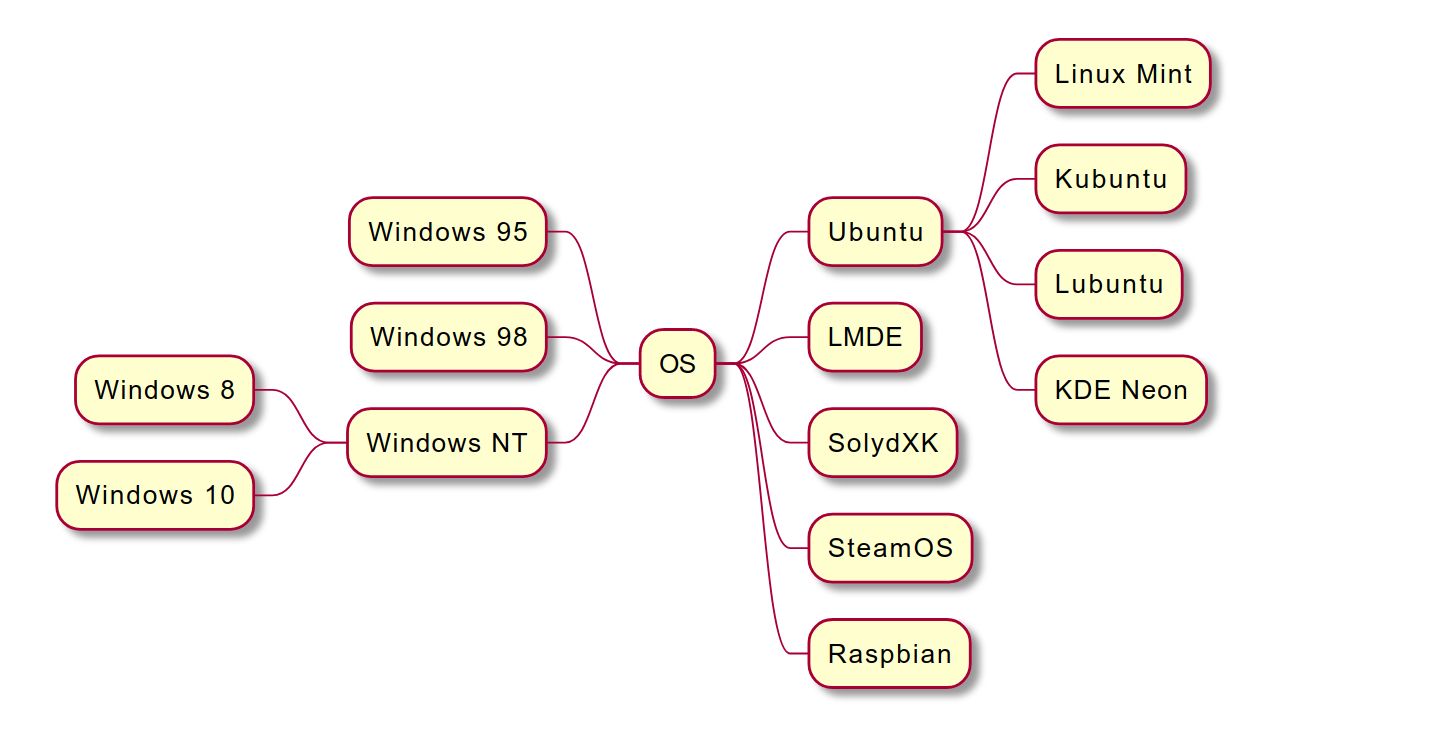 Linux Mint
Kubuntu
Windows 95
Ubuntu
Lubuntu
Windows 98
LMDE
OS
Windows 8
KDE Neon
Windows NT
SolydXK
Windows 10
SteamOS
Raspbian